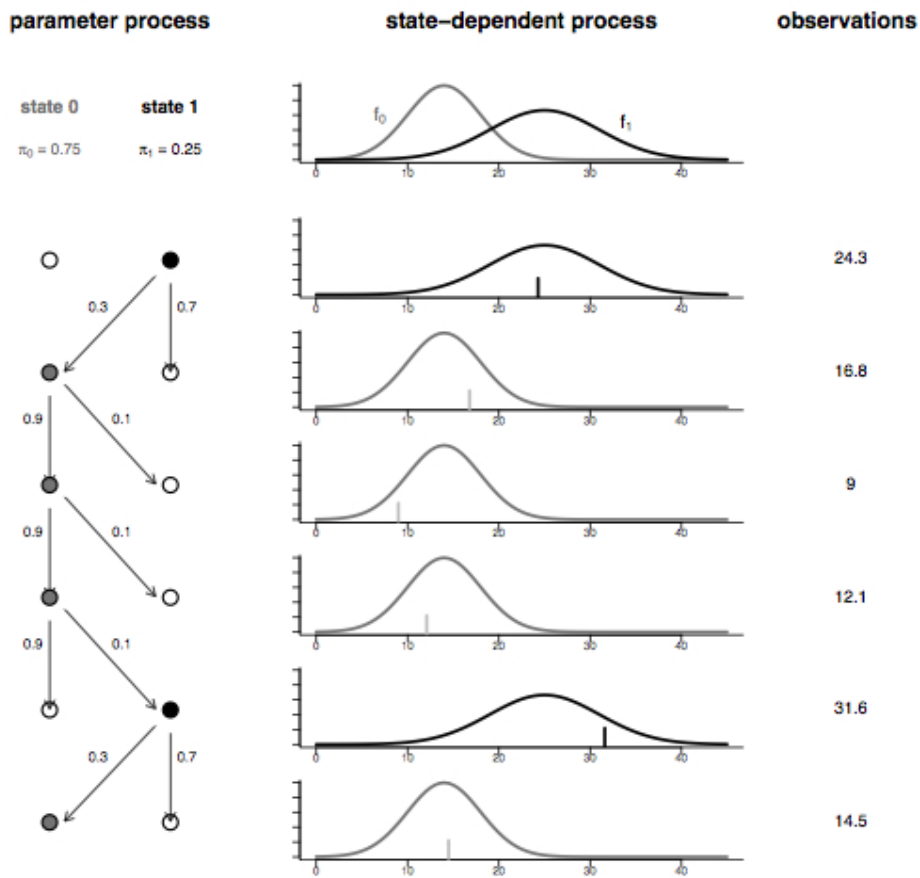 parameter process state−dependent process observations
state 0 state 1
f₀ f₁
π₀ = 0.75 π₁ = 0.25
0 10 20 30 40
24.3
0.3 0.7
0 10 20 30 40
16.8
0.9 0.1
0 10 20 30 40
9
0.9 0.1
0 10 20 30 40
12.1
0.9 0.1
0 10 20 30 40
31.6
0.3 0.7
0 10 20 30 40
14.5
0 10 20 30 40